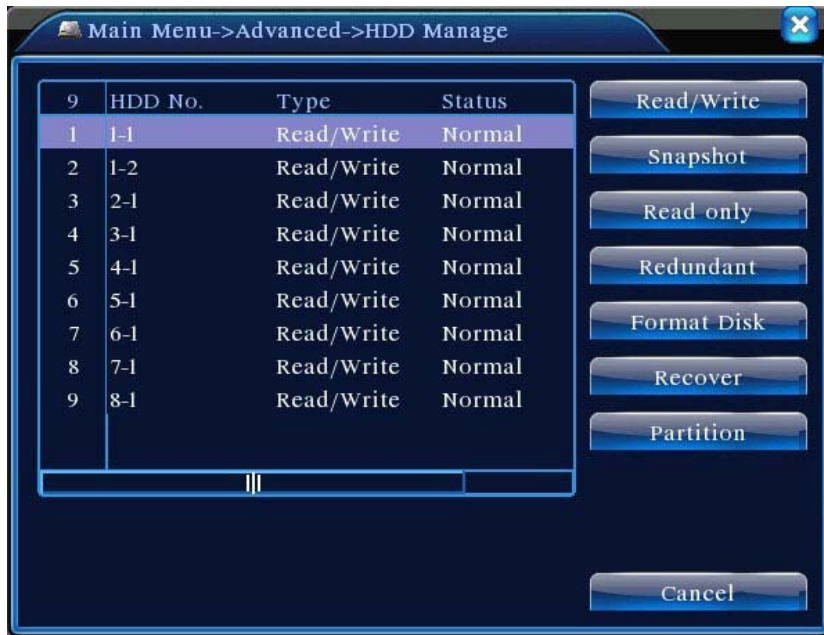 Main Menu->Advanced->HDD Manage
9 HDD No. Type Status
1 1-1 Read/Write Normal
2 1-2 Read/Write Normal
3 2-1 Read/Write Normal
4 3-1 Read/Write Normal
5 4-1 Read/Write Normal
6 5-1 Read/Write Normal
7 6-1 Read/Write Normal
8 7-1 Read/Write Normal
9 8-1 Read/Write Normal
Read/Write
Snapshot
Read only
Redundant
Format Disk
Recover
Partition
Cancel